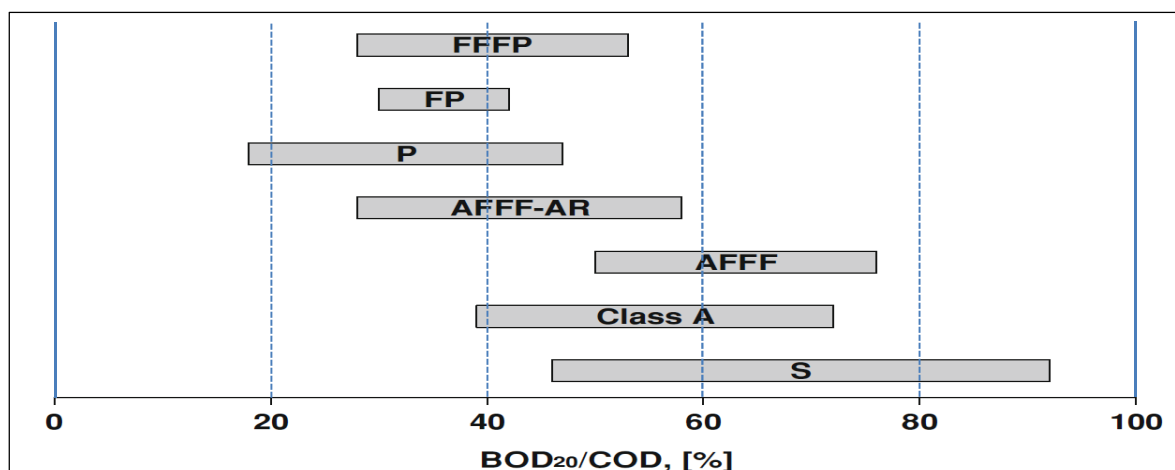 FFFP
FP
P
AFFF-AR
AFFF
Class A
S
0 20 40 60 80 100
BOD₂₀/COD, [%]